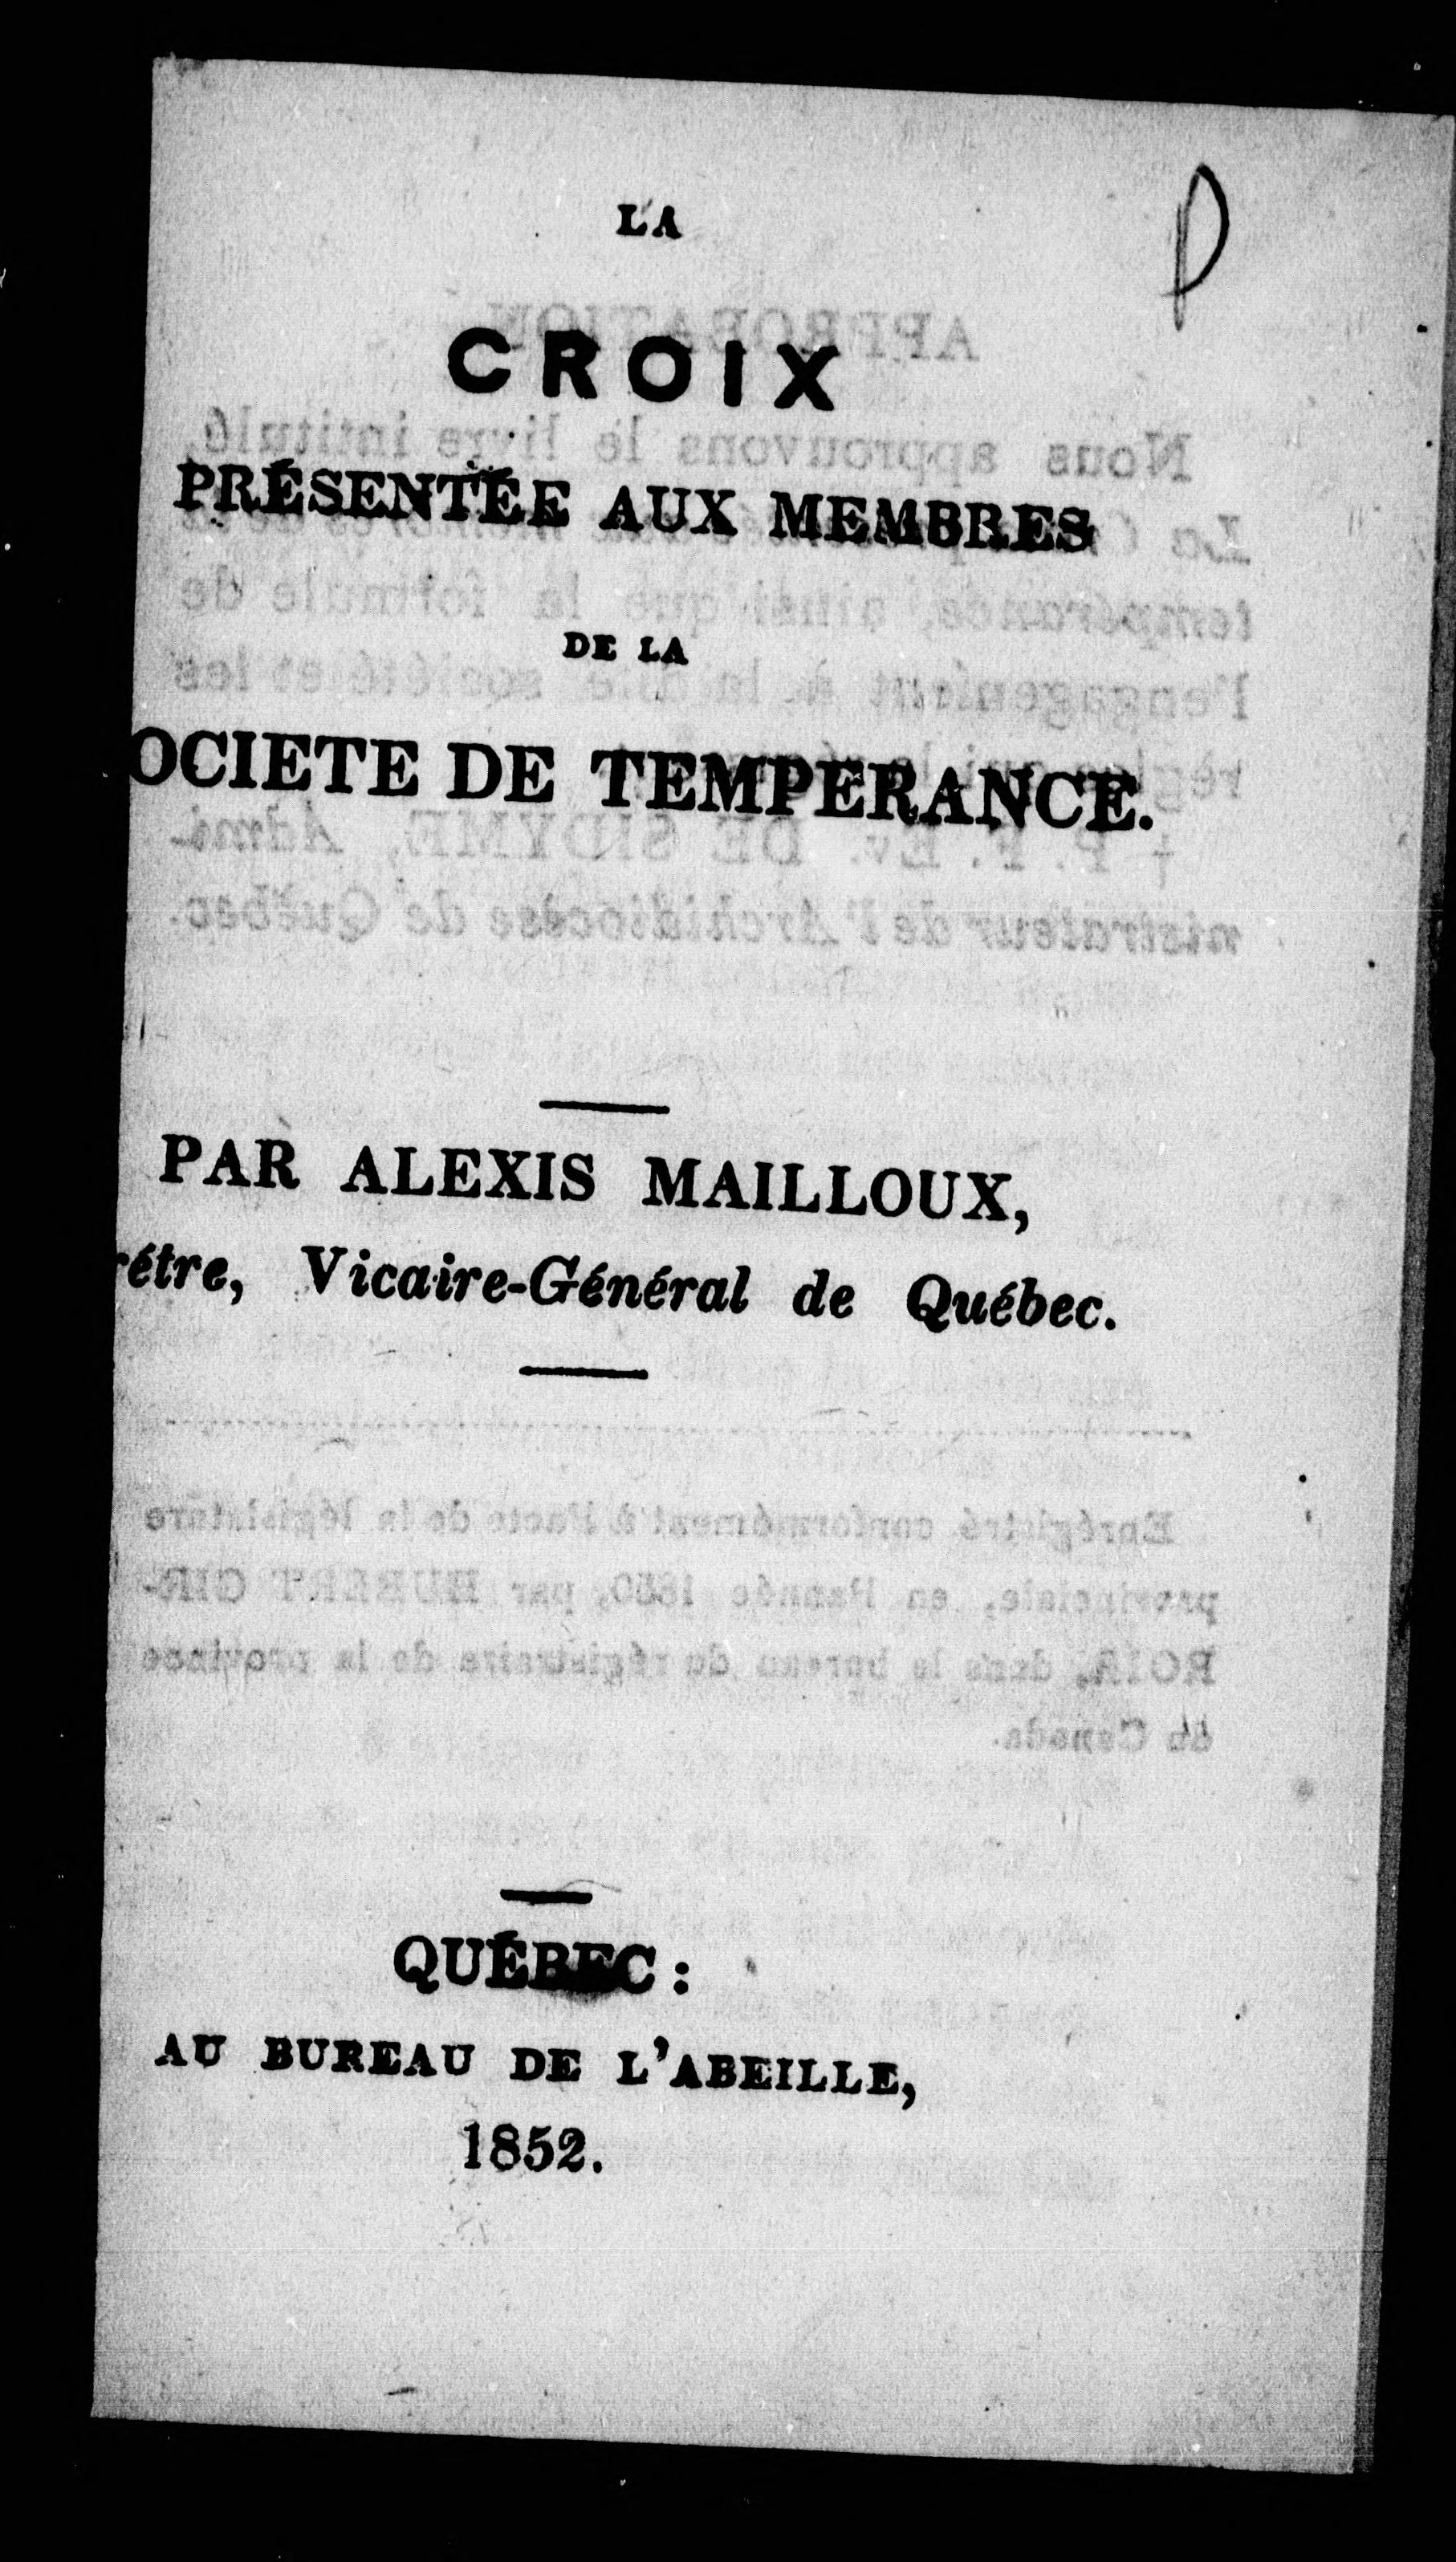 LA
CROIX
PRÉSENTÉE AUX MEMBRES
DE LA
OCIETE DE TEMPERANCE.
PAR ALEXIS MAILLOUX,
rétre, Vicaire-Général de Québec.
QUÉBEC :
AU BUREAU DE L'ABEILLE,
1852.